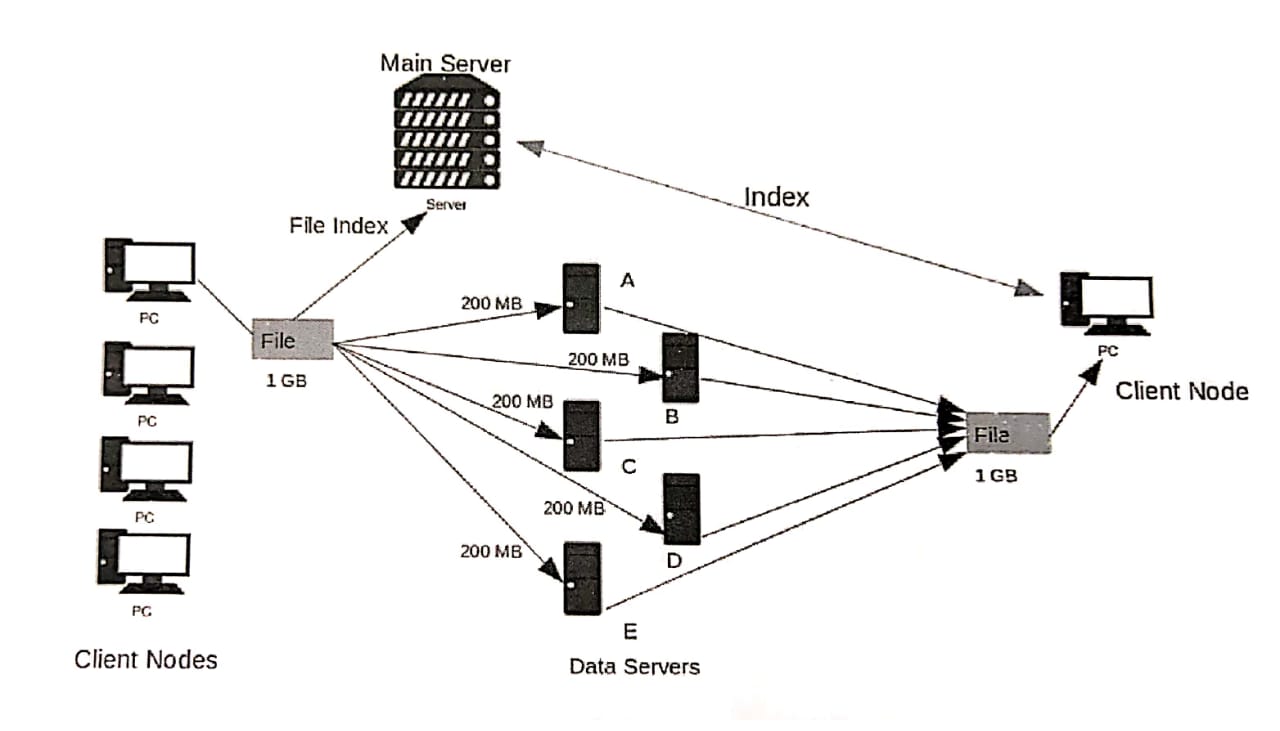 Main Server
Server
File Index
Index
PC
File
1 GB
PC
PC
PC
Client Nodes
200 MB
A
200 MB
B
200 MB
C
200 MB
D
200 MB
E
Data Servers
File
1 GB
PC
Client Node